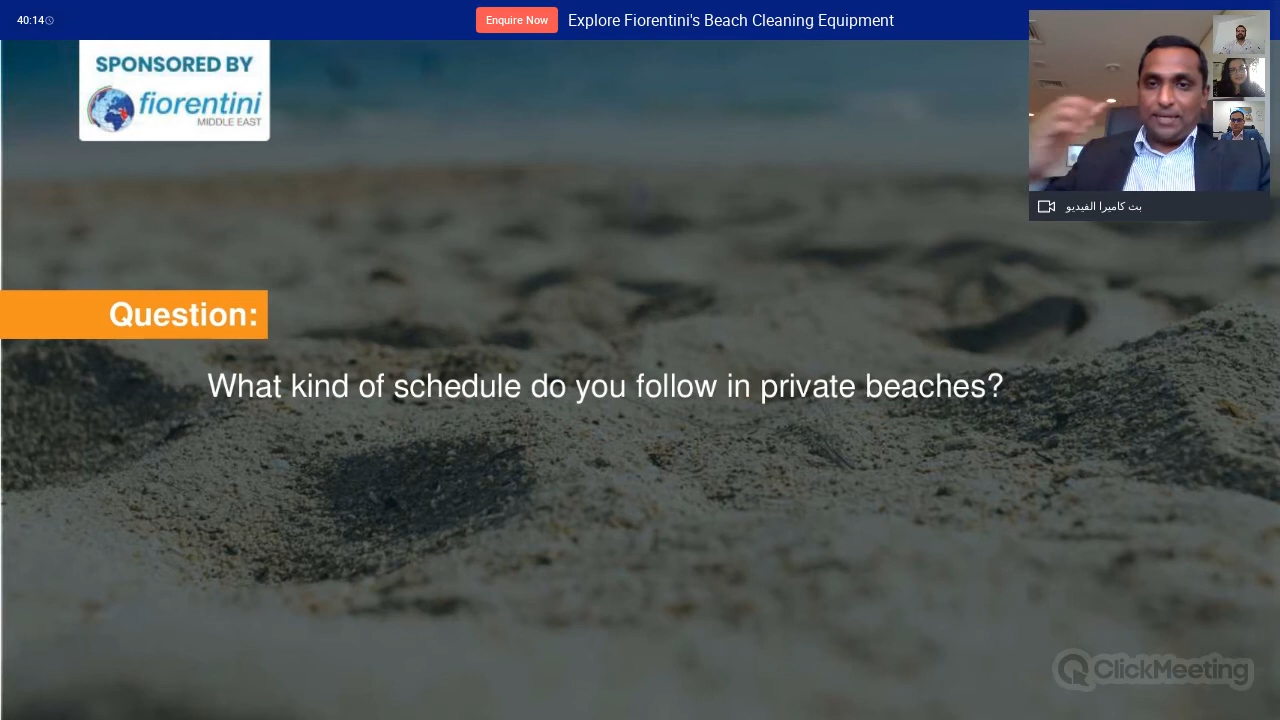 40:14
Enquire Now
Explore Fiorentini's Beach Cleaning Equipment
SPONSORED BY
fiorentini
MIDDLE EAST
بث كاميرا الفيديو
Question:
What kind of schedule do you follow in private beaches?
ClickMeeting